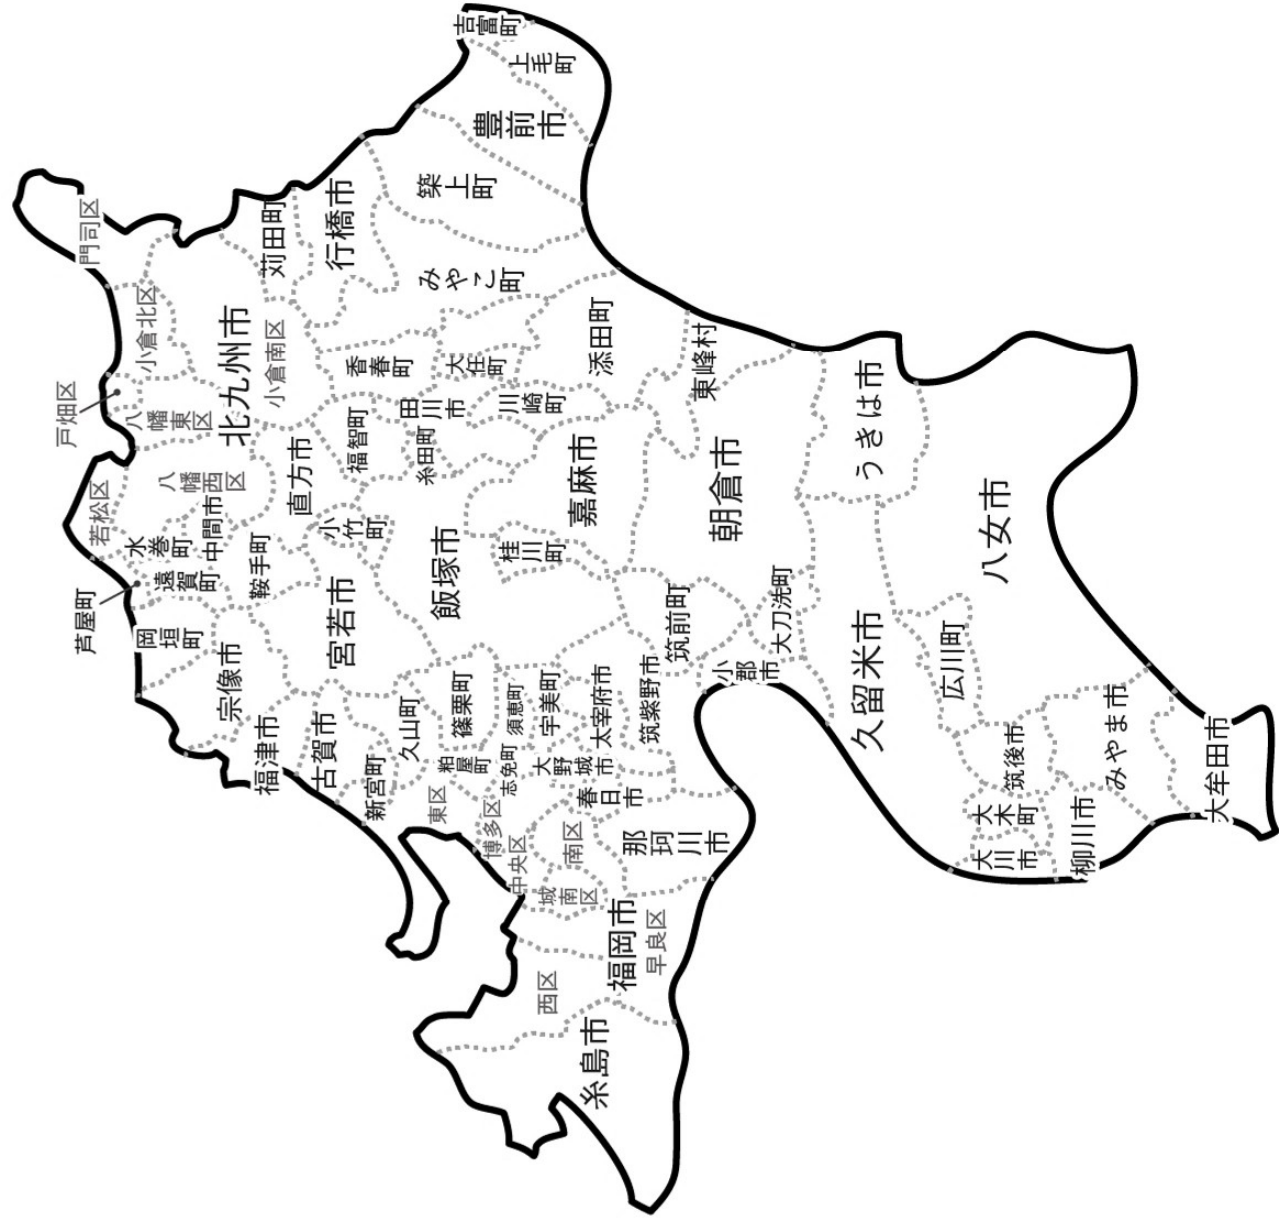 吉富町
上毛町
豊前市
築上町
みやこ町
行橋市
苅田町
門司区
小倉北区
北九州市
小倉南区
戸畑区
八幡東区
八幡西区
若松区
香春町
大任町
添田町
東峰村
田川市
川崎町
福智町
糸田町
直方市
小竹町
中間市
水巻町
遠賀町
芦屋町
岡垣町
鞍手町
宮若市
飯塚市
桂川町
嘉麻市
朝倉市
うきは市
八女市
宗像市
福津市
古賀市
新宮町
久山町
篠栗町
粕屋町
須恵町
志免町
宇美町
大野城市
太宰府市
春日市
筑紫野市
那珂川市
筑前町
小郡市
大刀洗町
久留米市
広川町
筑後市
大木町
大川市
柳川市
みやま市
大牟田市
東区
博多区
中央区
南区
城南区
福岡市
早良区
西区
糸島市